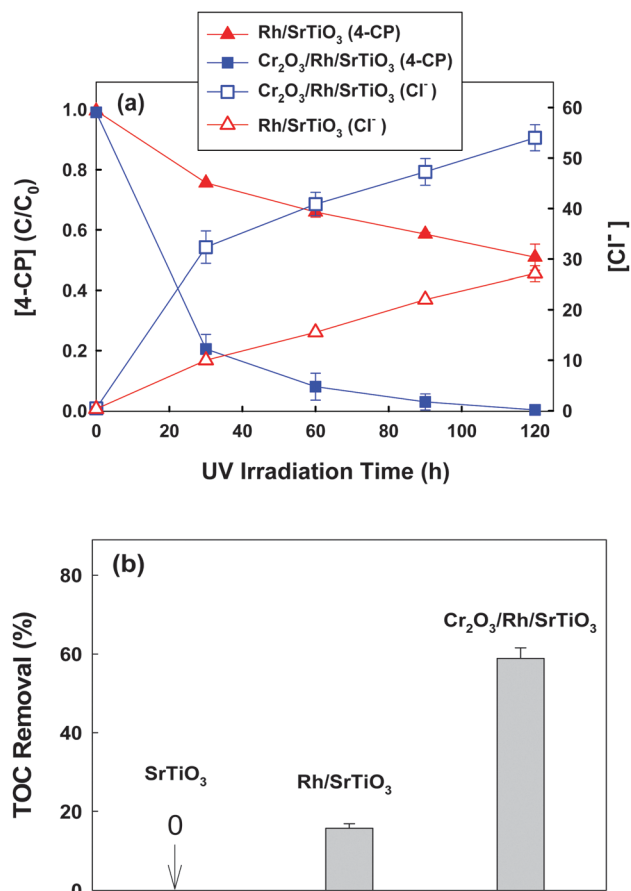 Rh/SrTiO₃ (4-CP)
Cr₂O₃/Rh/SrTiO₃ (4-CP)
Cr₂O₃/Rh/SrTiO₃ (Cl⁻)
Rh/SrTiO₃ (Cl⁻)
(a)
1.0
0.8
0.6
0.4
0.2
0.0
[4-CP] (C/C₀)
60
50
40
30
20
10
0
[Cl⁻]
0 20 40 60 80 100 120
UV Irradiation Time (h)
(b)
80
60
40
20
0
TOC Removal (%)
SrTiO₃
0
Rh/SrTiO₃
Cr₂O₃/Rh/SrTiO₃